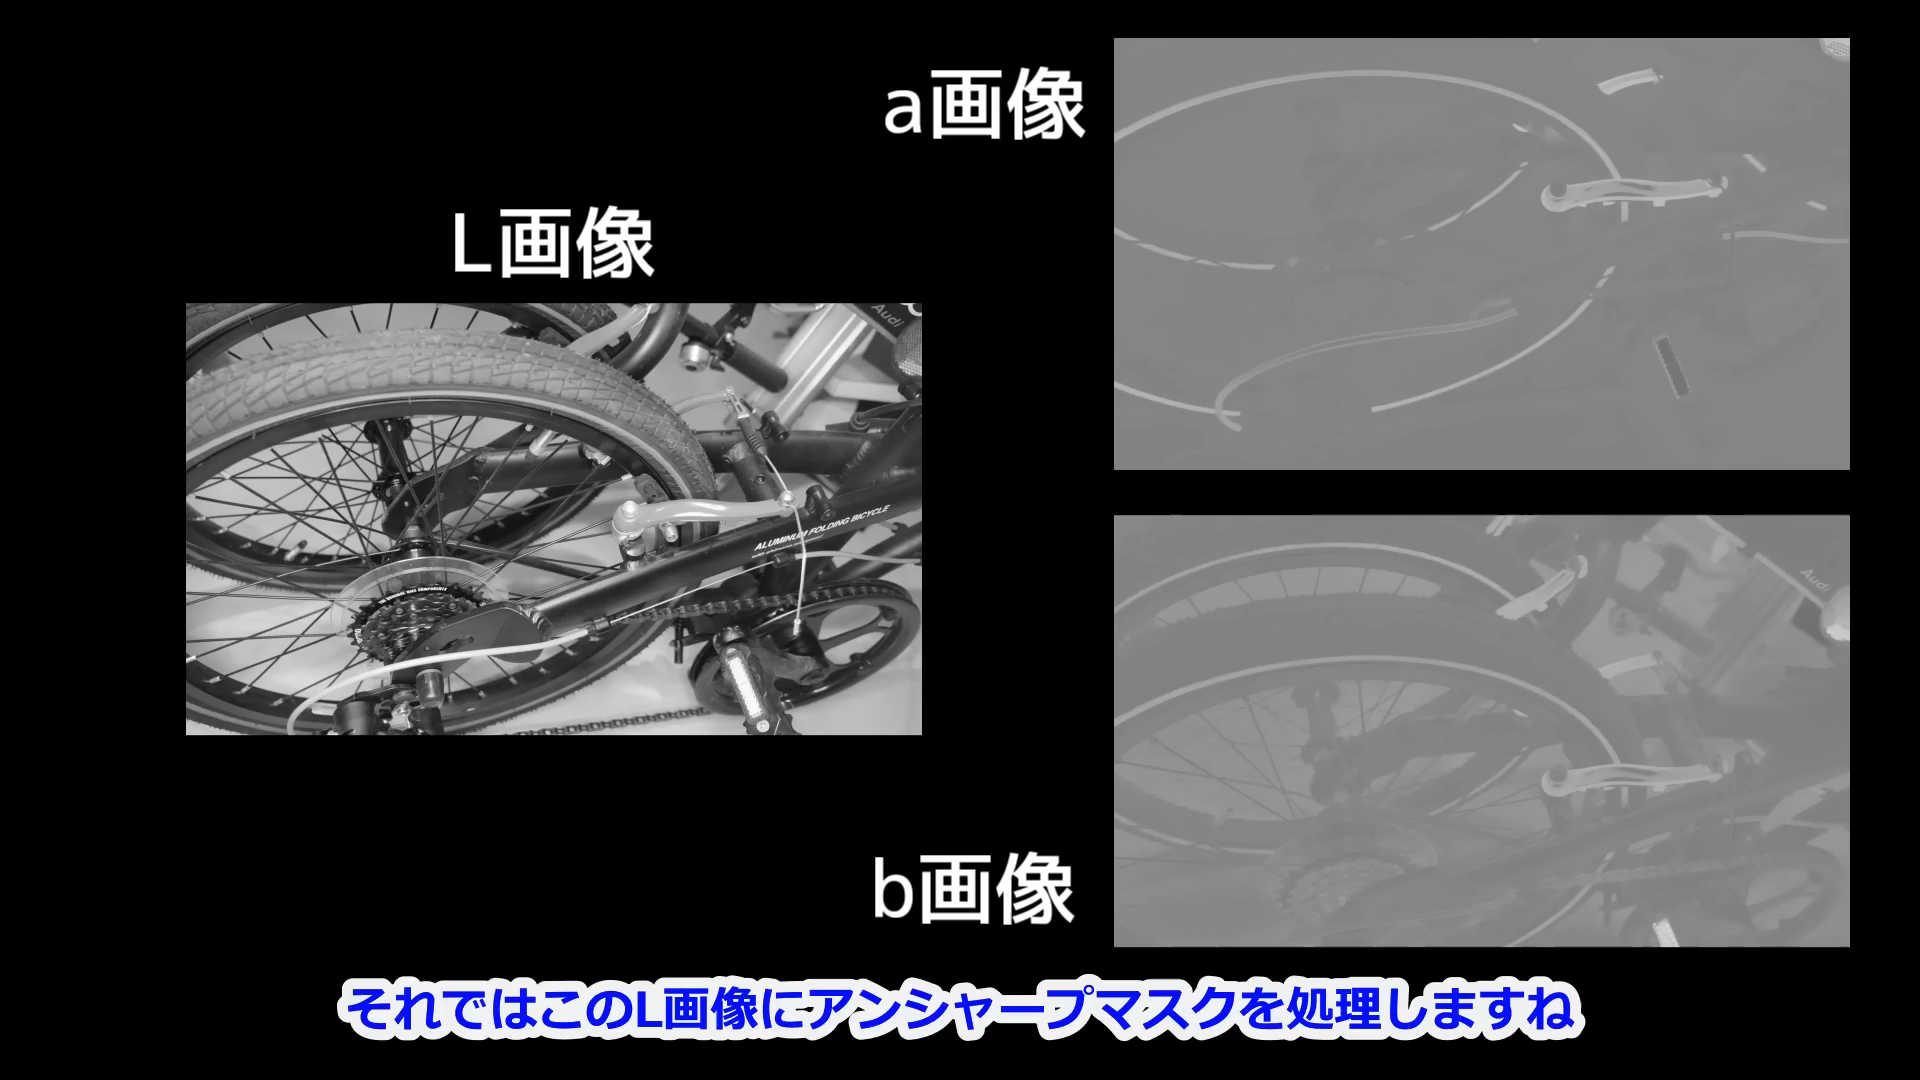 a画像
L画像
Audi
ALUMINUM FOLDING BICYCLE
Audi
b画像
それではこのL画像にアンシャープマスクを処理しますね